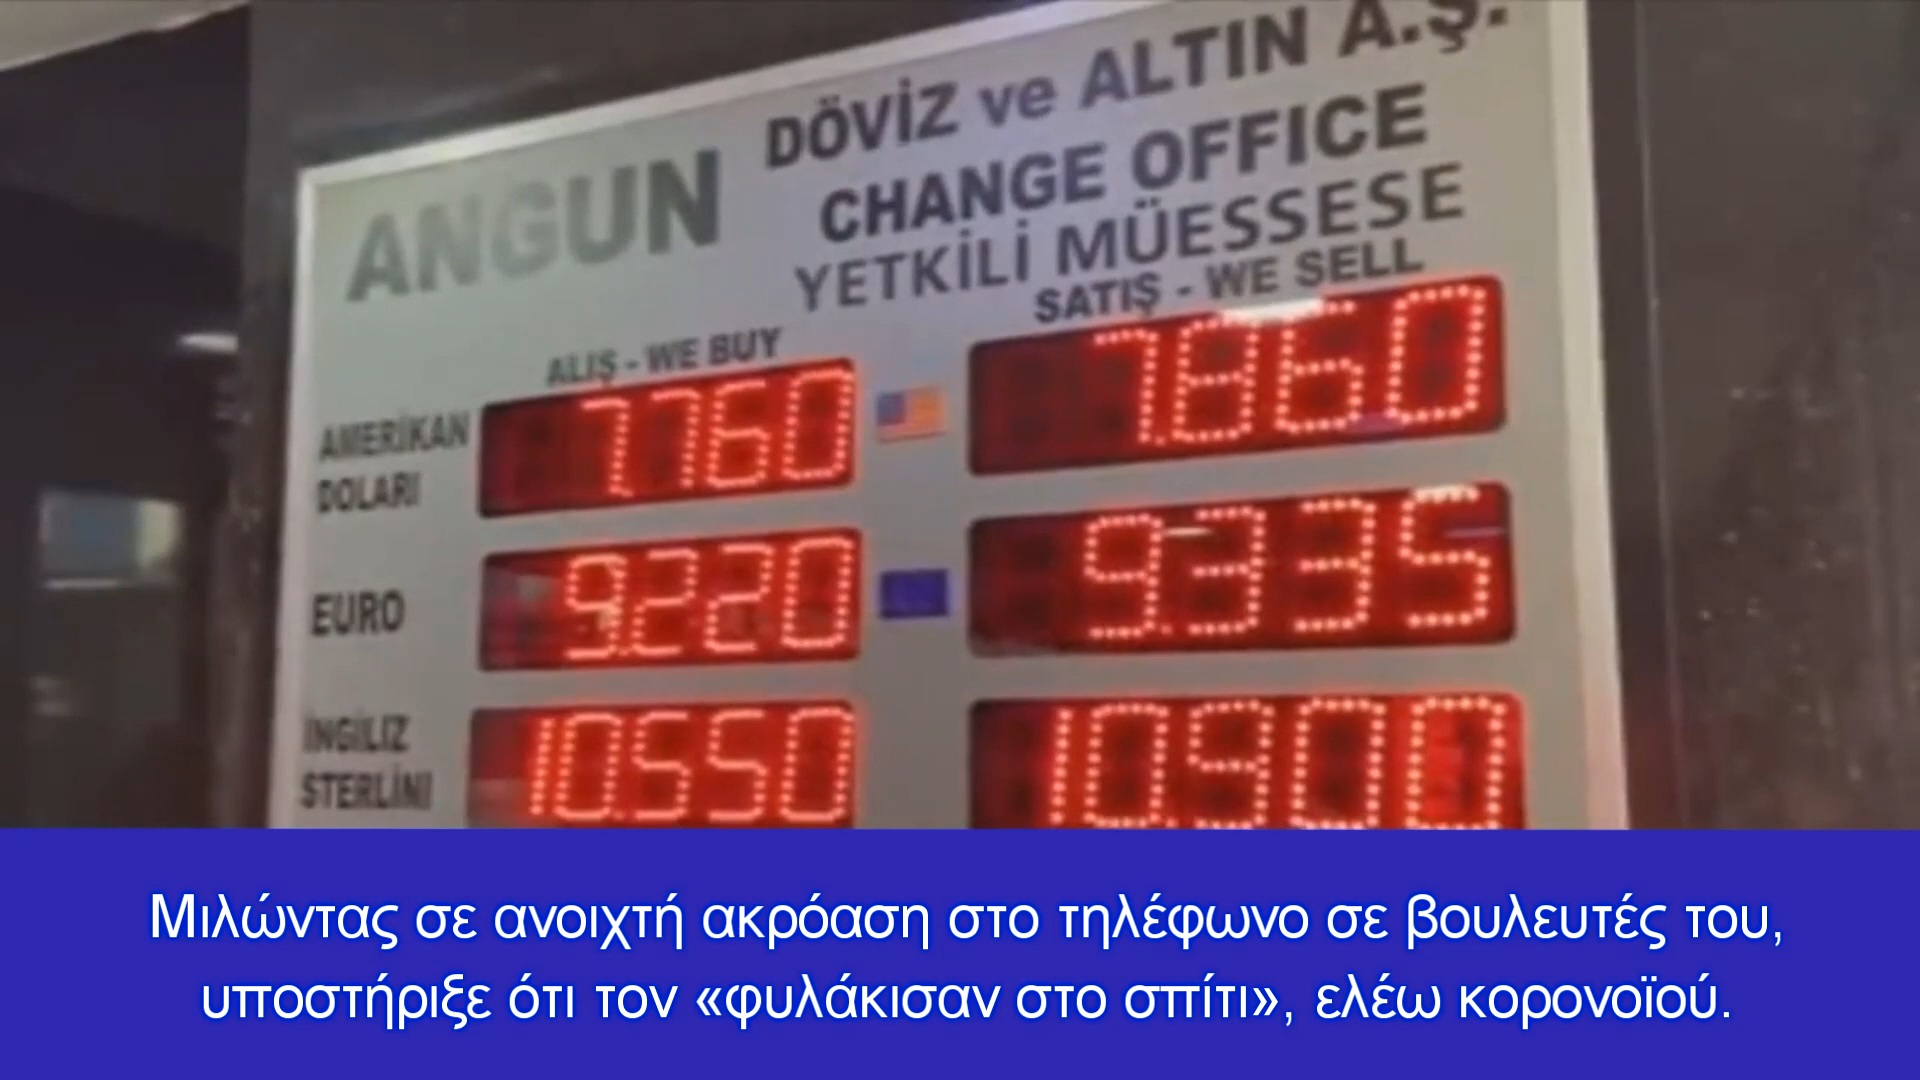 ANGUN
DÖVİZ ve ALTIN A.Ş.
CHANGE OFFICE
YETKİLİ MÜESSESE
ALIŞ - WE BUY
SATIŞ - WE SELL
AMERİKAN DOLARI 7.760 7.860
EURO 9.220 9.335
İNGİLİZ STERLİNİ 10.550 10.900
Μιλώντας σε ανοιχτή ακρόαση στο τηλέφωνο σε βουλευτές του,
υποστήριξε ότι τον «φυλάκισαν στο σπίτι», ελέω κορονοϊού.